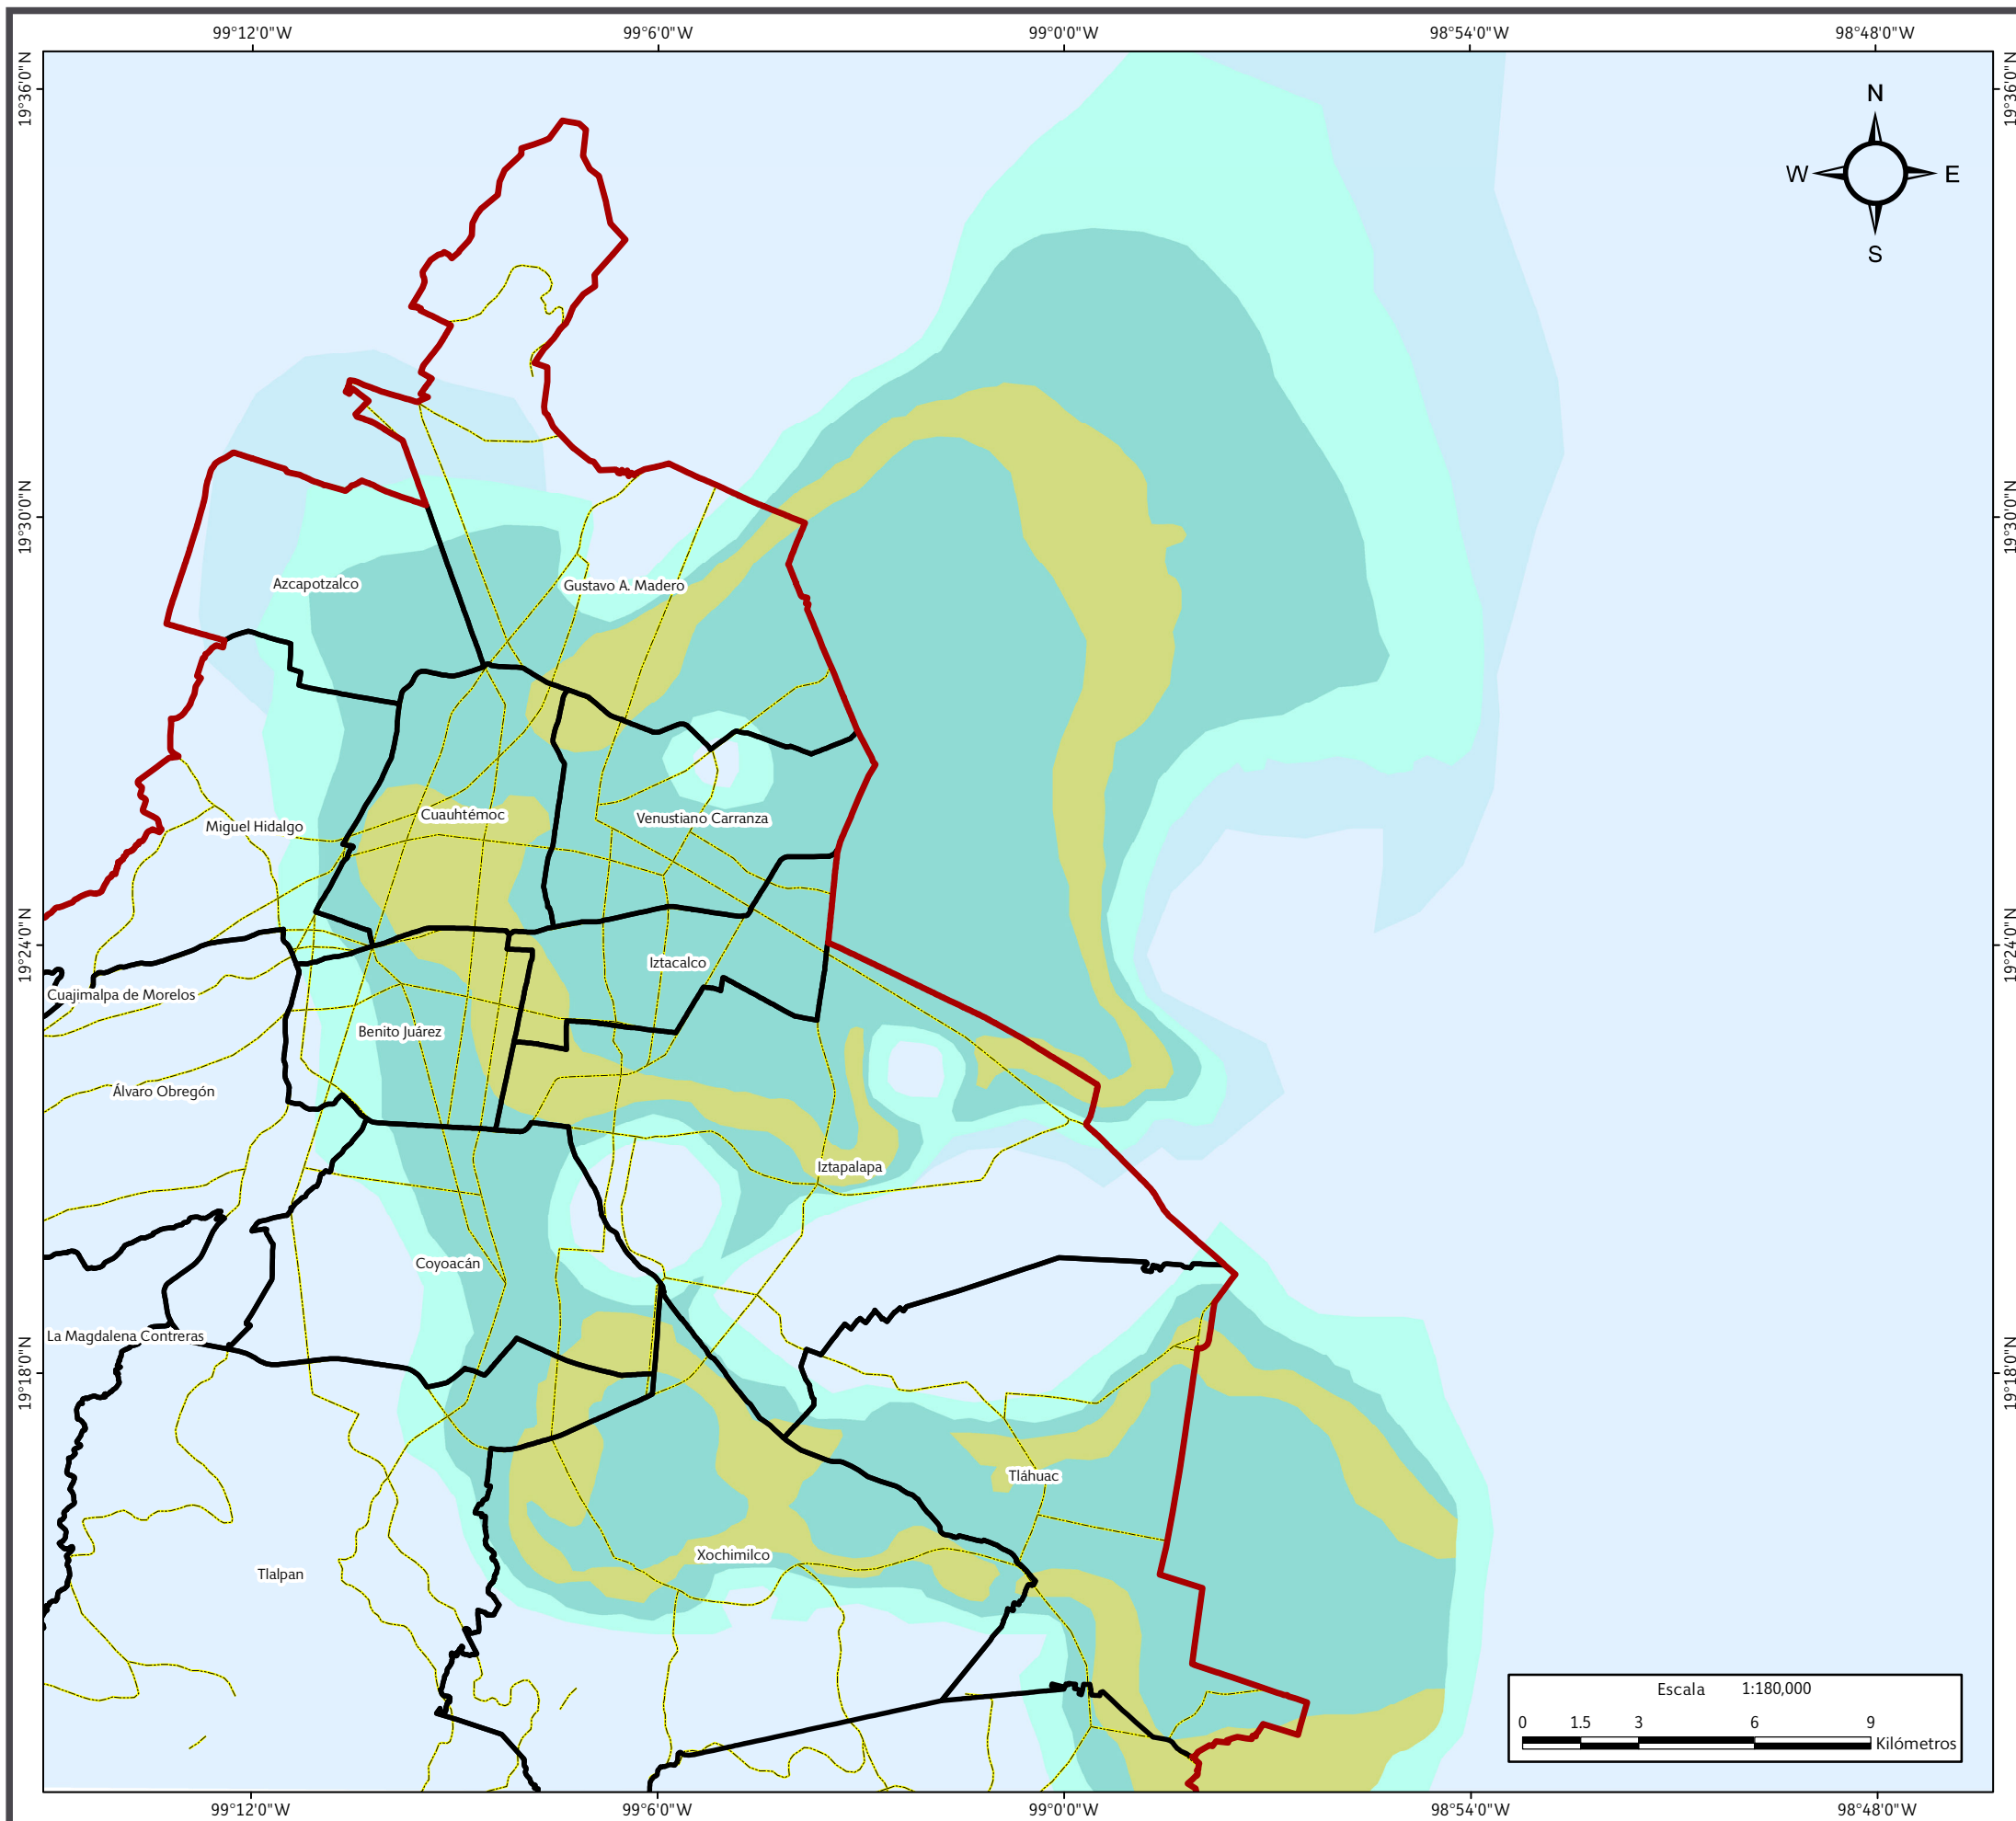 99°12'0"W
99°6'0"W
99°0'0"W
98°54'0"W
98°48'0"W
19°36'0"N
19°36'0"N
N
W
E
S
19°30'0"N
19°30'0"N
Azcapotzalco
Gustavo A. Madero
Miguel Hidalgo
Cuauhtémoc
Venustiano Carranza
19°24'0"N
19°24'0"N
Iztacalco
Cuajimalpa de Morelos
Benito Juárez
Álvaro Obregón
Iztapalapa
Coyoacán
La Magdalena Contreras
19°18'0"N
19°18'0"N
Tláhuac
Xochimilco
Tlalpan
Escala 1:180,000
0 1.5 3 6 9
Kilómetros
99°12'0"W
99°6'0"W
99°0'0"W
98°54'0"W
98°48'0"W